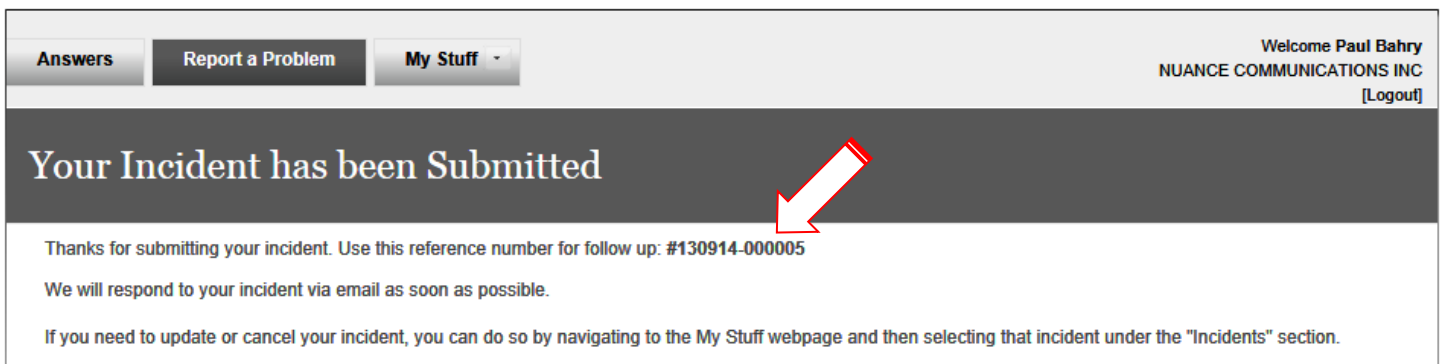 Answers
Report a Problem
My Stuff
Welcome Paul Bahry
NUANCE COMMUNICATIONS INC
[Logout]
Your Incident has been Submitted
Thanks for submitting your incident. Use this reference number for follow up: #130914-000005
We will respond to your incident via email as soon as possible.
If you need to update or cancel your incident, you can do so by navigating to the My Stuff webpage and then selecting that incident under the "Incidents" section.